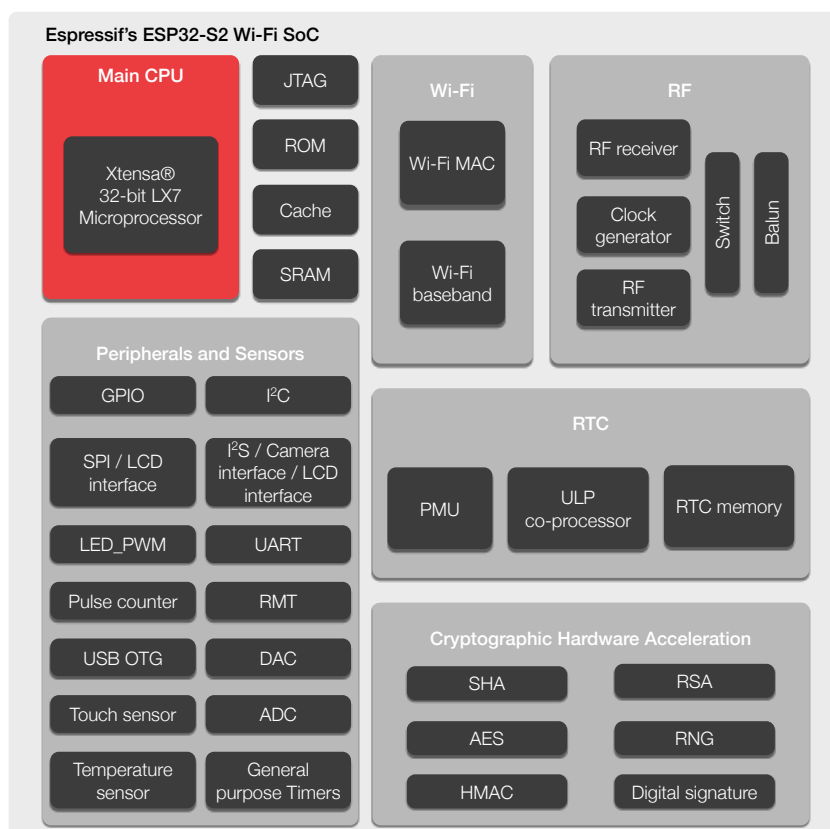 Espressif's ESP32-S2 Wi-Fi SoC
Main CPU
Xtensa®
32-bit LX7
Microprocessor
JTAG
ROM
Cache
SRAM
Wi-Fi
Wi-Fi MAC
Wi-Fi
baseband
RF
RF receiver
Clock
generator
RF
transmitter
Switch
Balun
Peripherals and Sensors
GPIO
I²C
SPI / LCD
interface
I²S / Camera
interface / LCD
interface
LED_PWM
UART
Pulse counter
RMT
USB OTG
DAC
Touch sensor
ADC
Temperature
sensor
General
purpose Timers
RTC
PMU
ULP
co-processor
RTC memory
Cryptographic Hardware Acceleration
SHA
RSA
AES
RNG
HMAC
Digital signature